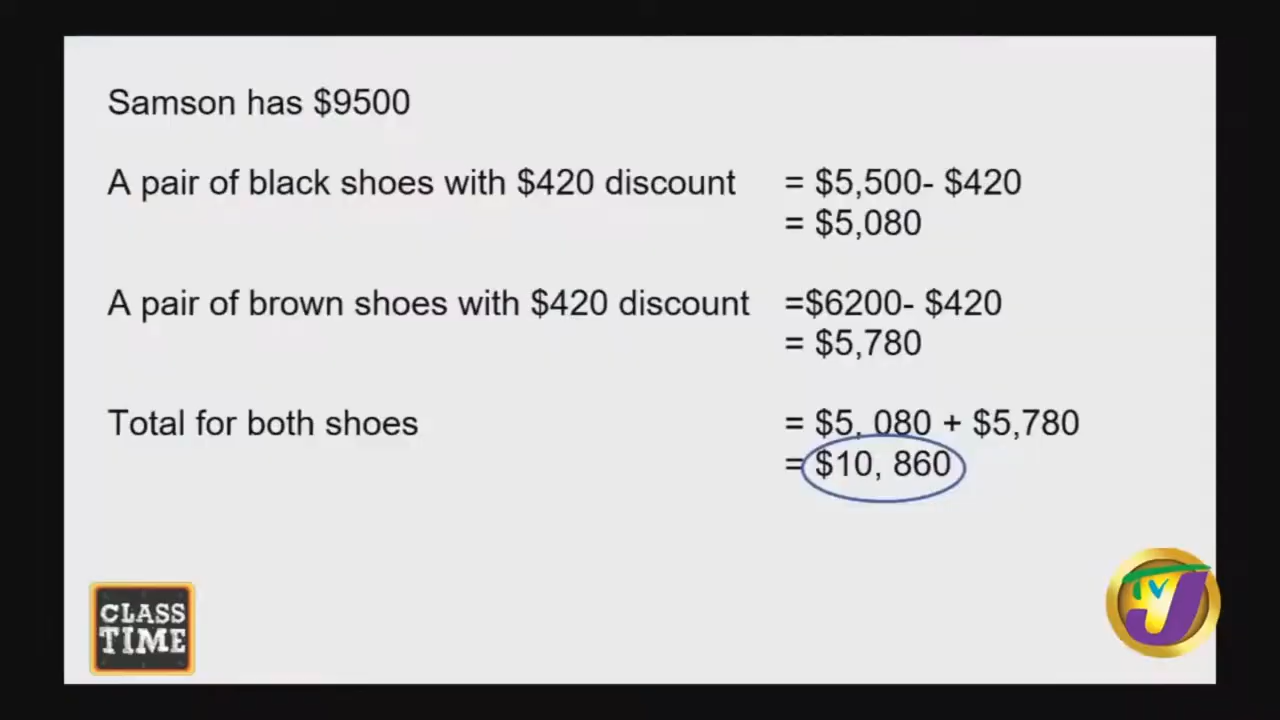 Samson has $9500
A pair of black shoes with $420 discount = $5,500- $420
= $5,080
A pair of brown shoes with $420 discount =$6200- $420
= $5,780
Total for both shoes = $5, 080 + $5,780
= $10, 860
CLASS
TIME
TVJ